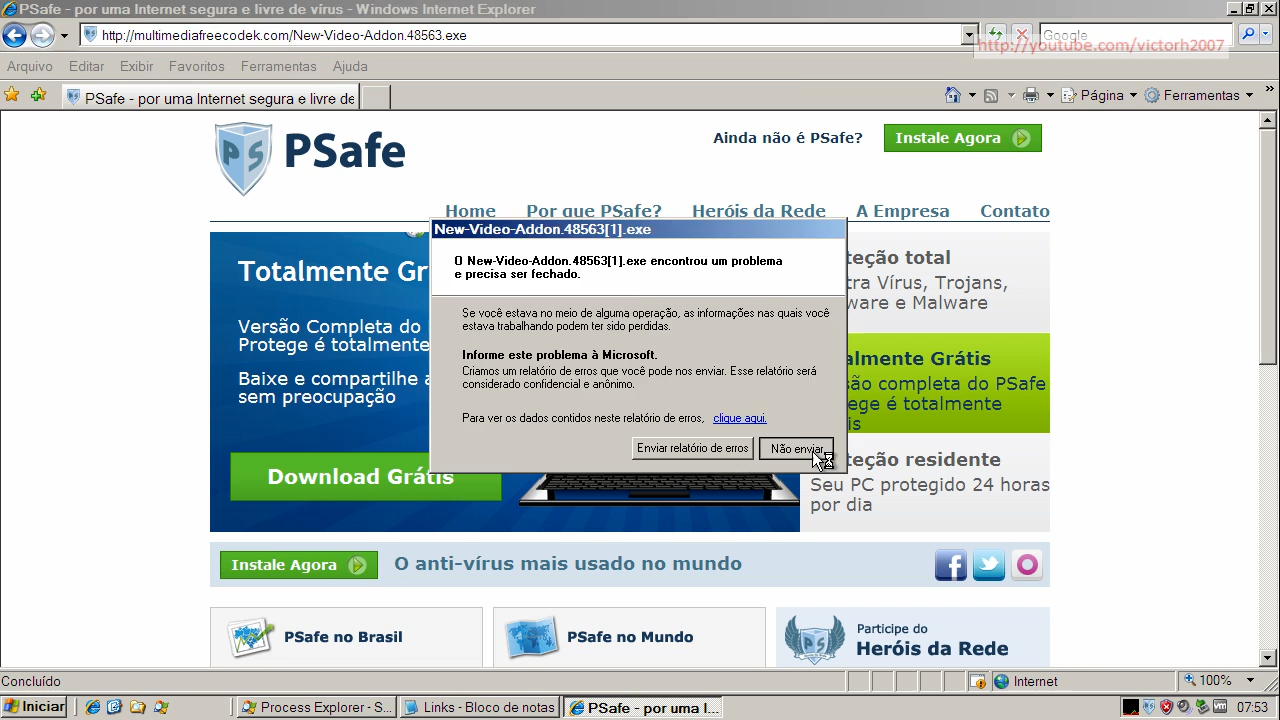 PSafe - por uma Internet segura e livre de vírus - Windows Internet Explorer
http://multimediafreecodek.com/New-Video-Addon.48563.exe
Google
http://youtube.com/victorh2007
Arquivo Editar Exibir Favoritos Ferramentas Ajuda
PSafe - por uma Internet segura e livre de
Página Ferramentas
PS PSafe
Ainda não é PSafe? Instale Agora
Home Por que PSafe? Heróis da Rede A Empresa Contato
New-Video-Addon.48563[1].exe
O New-Video-Addon.48563[1].exe encontrou um problema
e precisa ser fechado.
Se você estava no meio de alguma operação, as informações nas quais você
estava trabalhando podem ter sido perdidas.
Informe este problema à Microsoft.
Criamos um relatório de erros que você pode nos enviar. Esse relatório será
considerado confidencial e anônimo.
Para ver os dados contidos neste relatório de erros, clique aqui.
Enviar relatório de erros Não enviar
Totalmente Gr
Versão Completa do
Protege é totalmente
Baixe e compartilhe a
sem preocupação
Download Grátis
teção total
tra Vírus, Trojans,
ware e Malware
almente Grátis
são completa do PSafe
ege é totalmente
is
teção residente
Seu PC protegido 24 horas
por dia
Instale Agora O anti-vírus mais usado no mundo
PSafe no Brasil
PSafe no Mundo
Participe do
Heróis da Rede
Concluído
Internet
100%
Iniciar
Process Explorer - S...
Links - Bloco de notas
PSafe - por uma I...
07:53